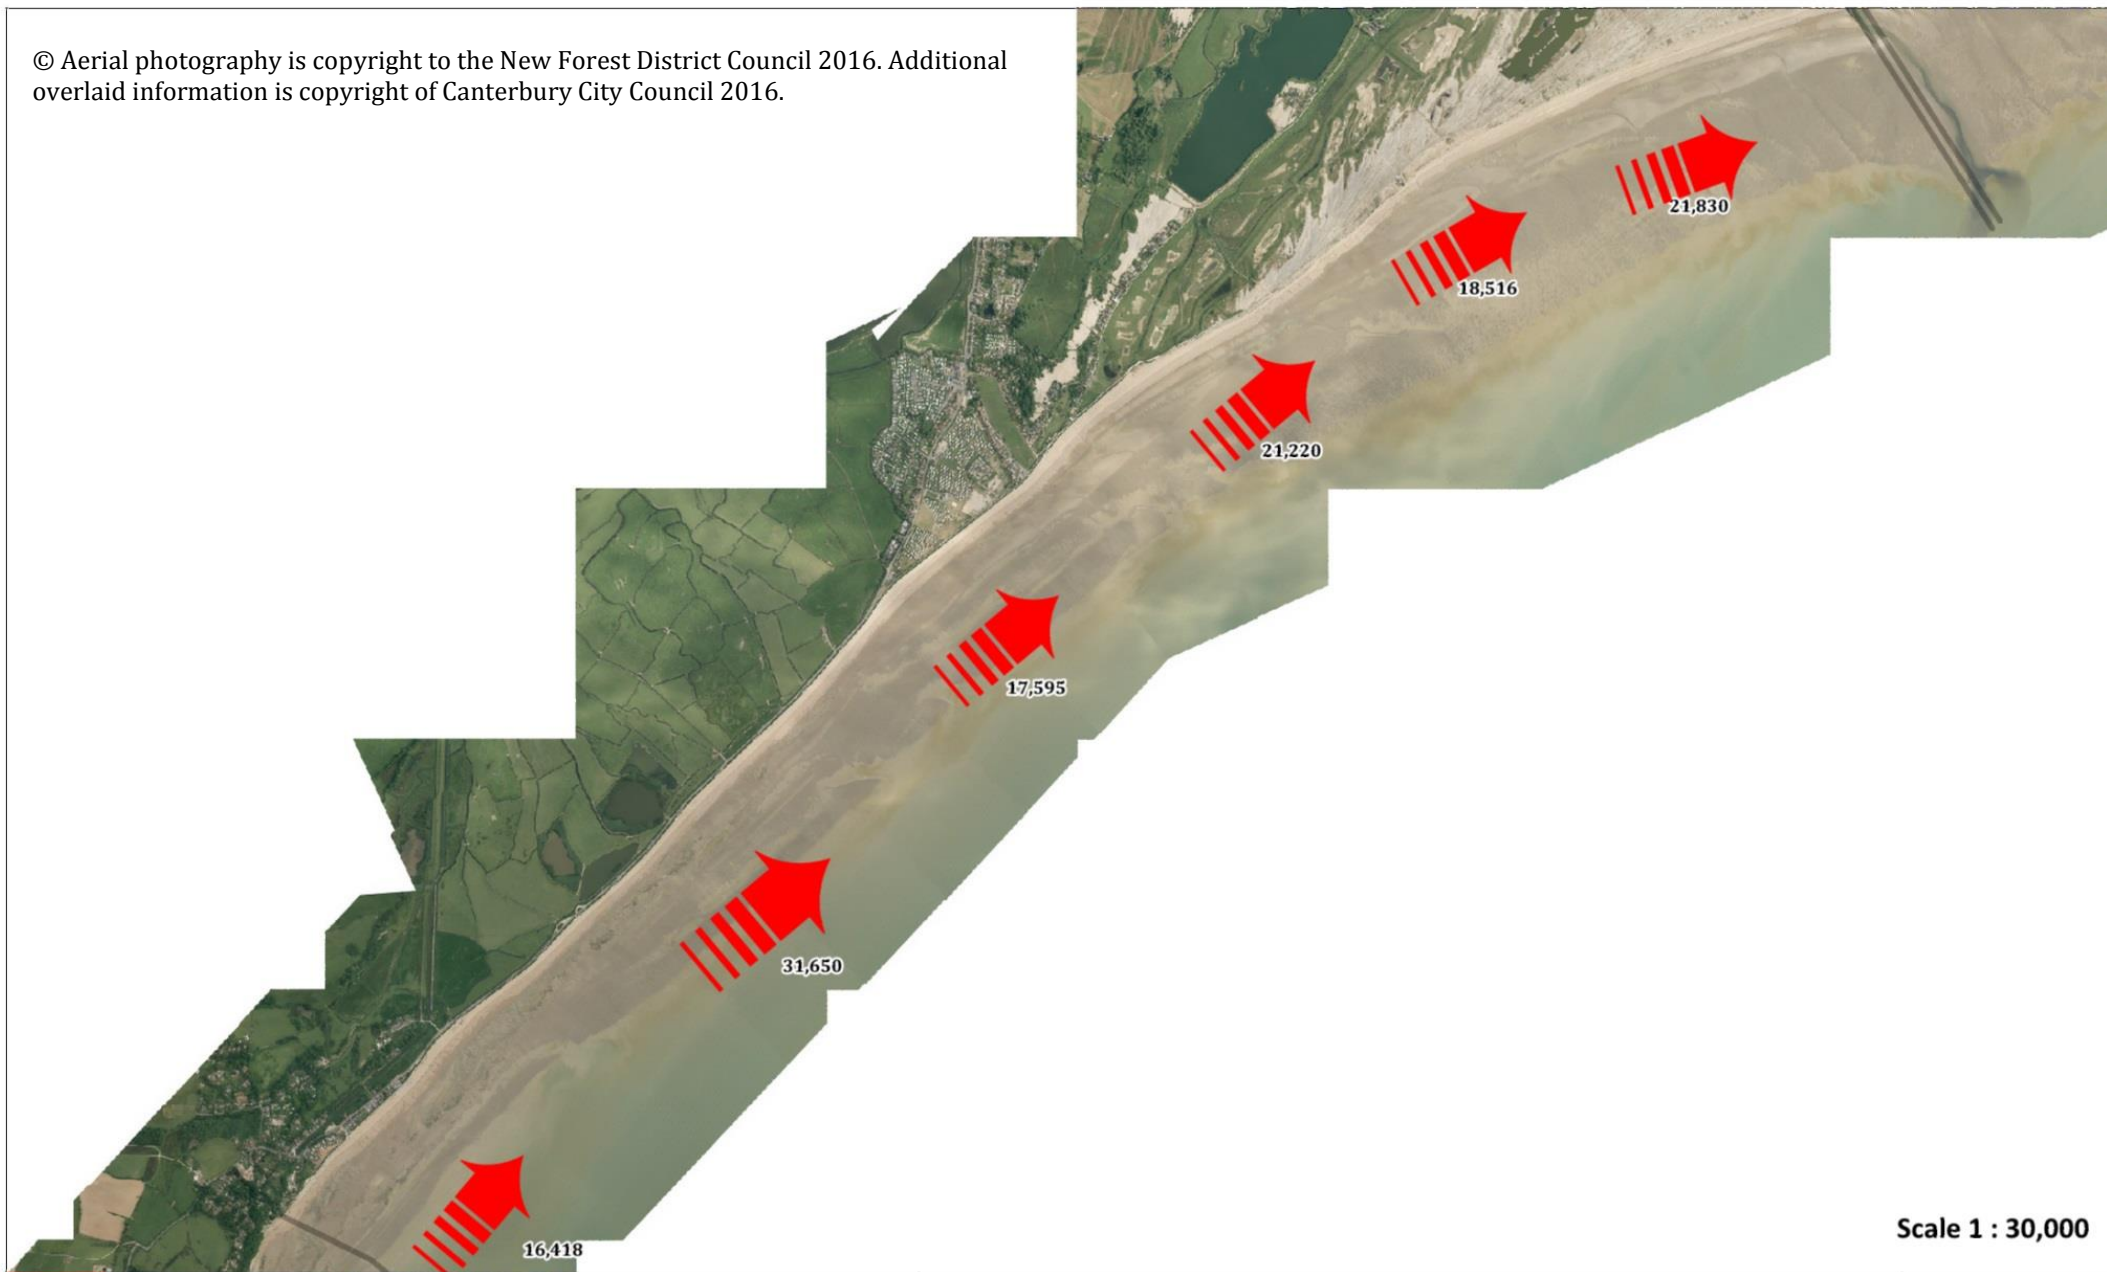 © Aerial photography is copyright to the New Forest District Council 2016. Additional
overlaid information is copyright of Canterbury City Council 2016.
21,830
18,516
21,220
17,595
31,650
16,418
Scale 1 : 30,000